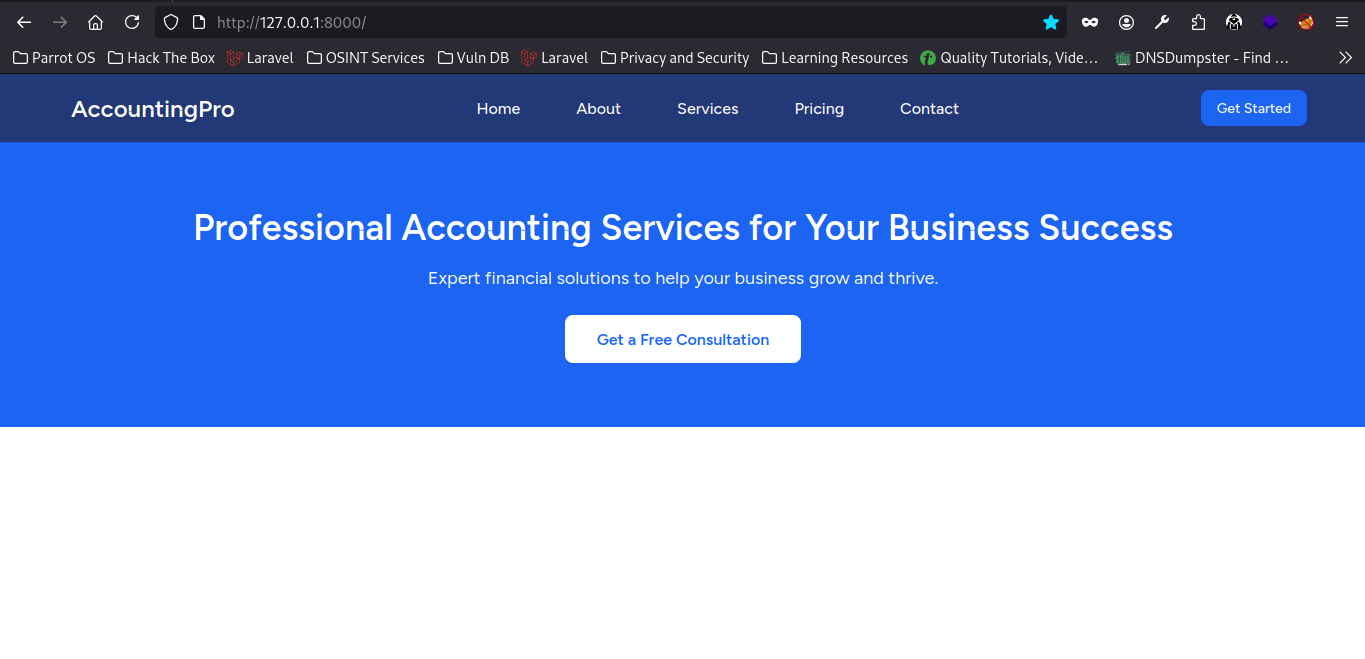 http://127.0.0.1:8000/
Parrot OS Hack The Box Laravel OSINT Services Vuln DB Laravel Privacy and Security Learning Resources Quality Tutorials, Vide… DNSDumpster - Find …
AccountingPro Home About Services Pricing Contact Get Started
Professional Accounting Services for Your Business Success
Expert financial solutions to help your business grow and thrive.
Get a Free Consultation